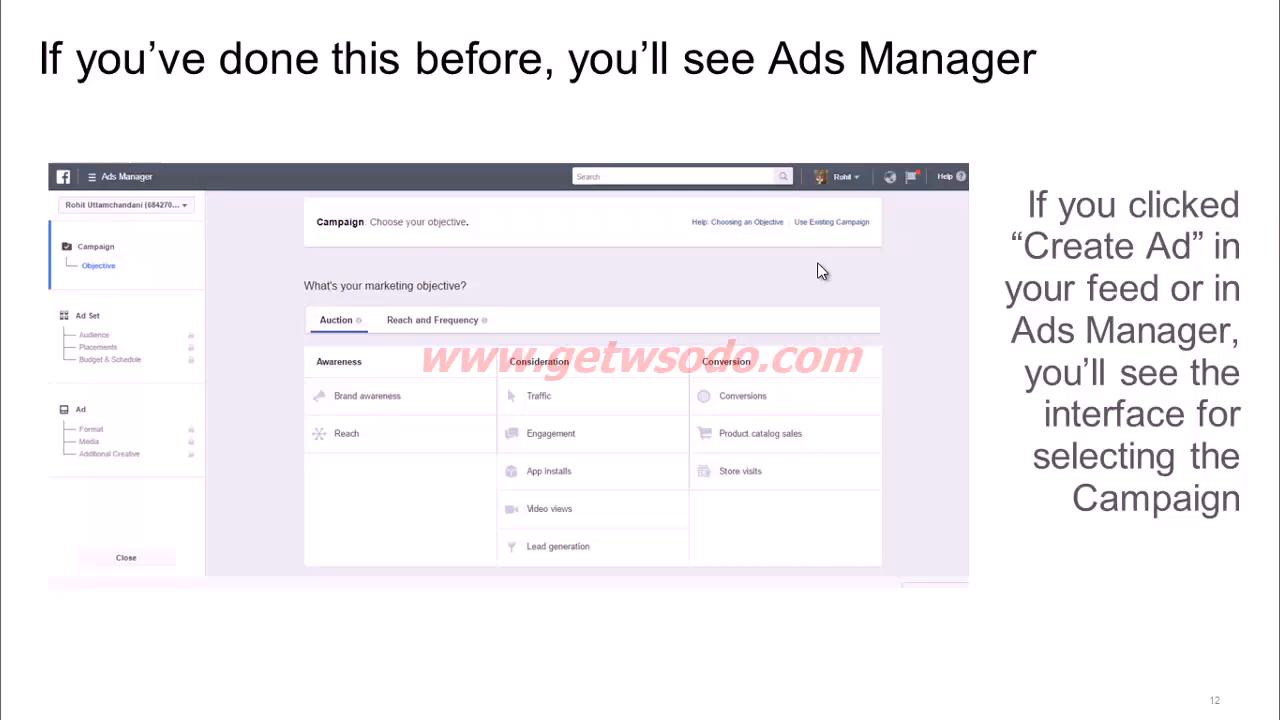 If you’ve done this before, you’ll see Ads Manager
Ads Manager
Search
Rohit
Help
Rohit Uttamchandani (684270...
Campaign
Objective
Ad Set
Audience
Placements
Budget & Schedule
Ad
Format
Media
Additional Creative
Close
Campaign: Choose your objective.
Help: Choosing an Objective
Use Existing Campaign
What's your marketing objective?
Auction
Reach and Frequency
Awareness
Consideration
Conversion
Brand awareness
Traffic
Conversions
Reach
Engagement
Product catalog sales
App installs
Store visits
Video views
Lead generation
www.getwsodo.com
If you clicked
“Create Ad” in
your feed or in
Ads Manager,
you’ll see the
interface for
selecting the
Campaign
12